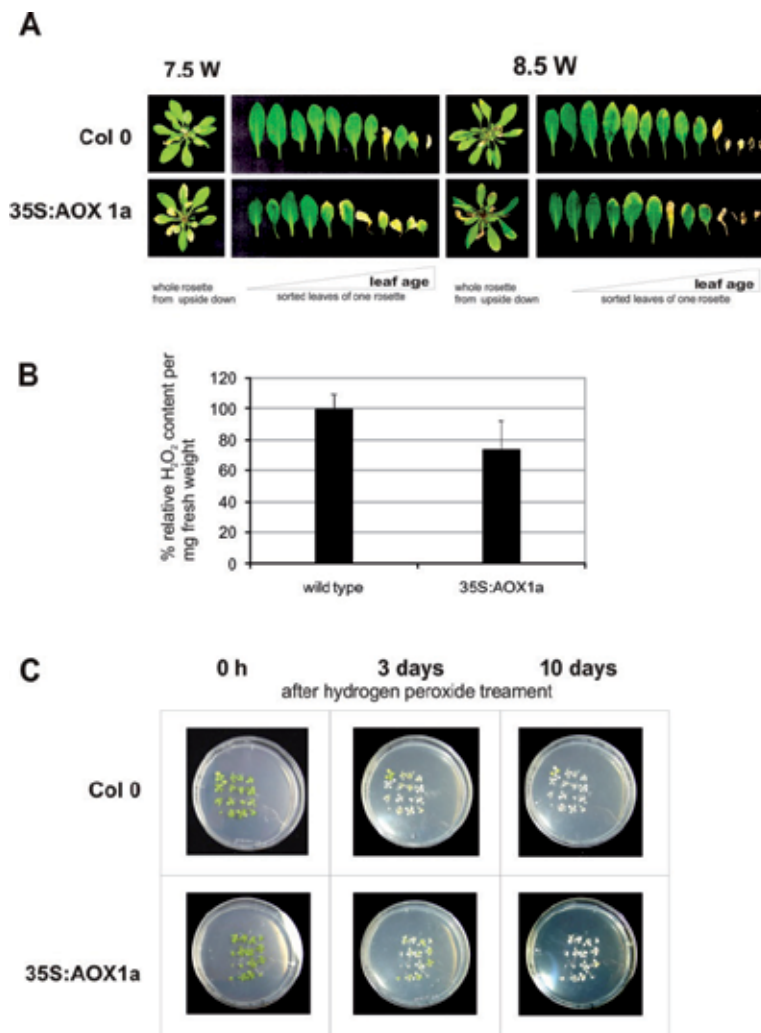 A
7.5 W
8.5 W
Col 0
35S:AOX 1a
whole rosette
from upside down
leaf age
sorted leaves of one rosette
whole rosette
from upside down
leaf age
sorted leaves of one rosette
B
% relative H₂O₂ content per
mg fresh weight
120
100
80
60
40
20
0
wild type
35S:AOX1a
C
0 h
3 days
10 days
after hydrogen peroxide treament
Col 0
35S:AOX1a